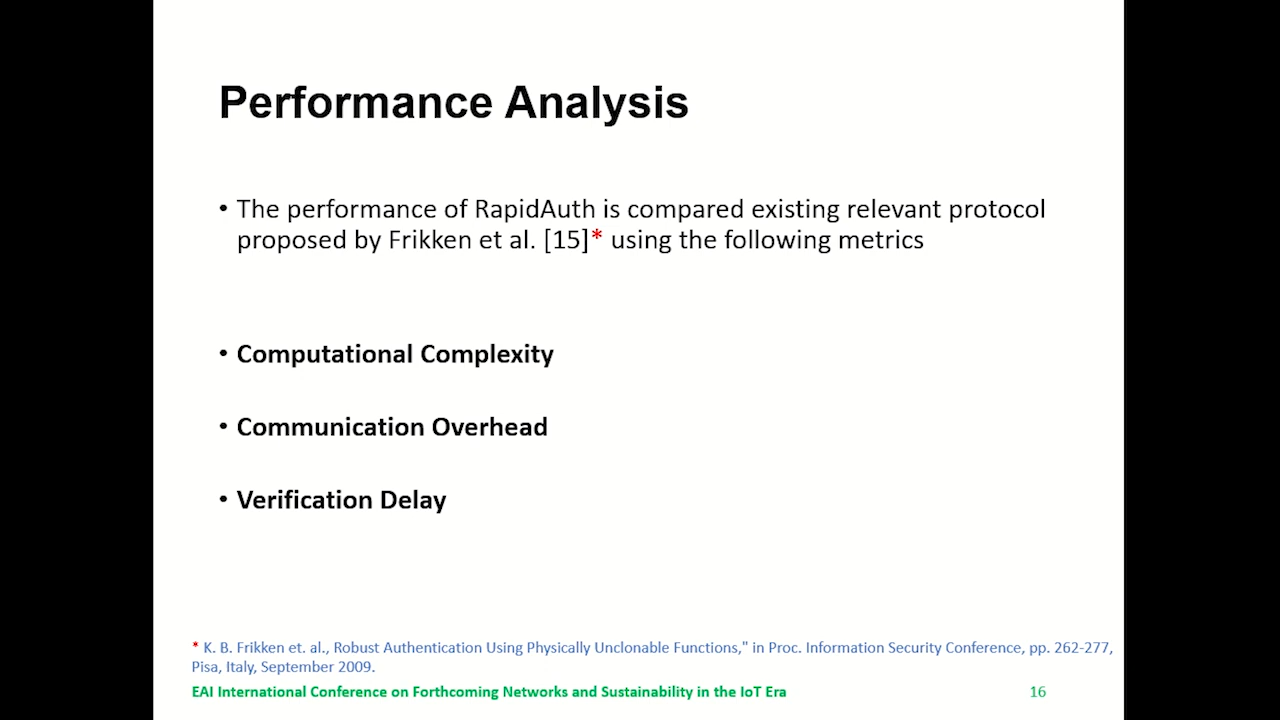 Performance Analysis
• The performance of RapidAuth is compared existing relevant protocol
proposed by Frikken et al. [15]* using the following metrics
• Computational Complexity
• Communication Overhead
• Verification Delay
* K. B. Frikken et. al., Robust Authentication Using Physically Unclonable Functions," in Proc. Information Security Conference, pp. 262-277,
Pisa, Italy, September 2009.
EAI International Conference on Forthcoming Networks and Sustainability in the IoT Era 16